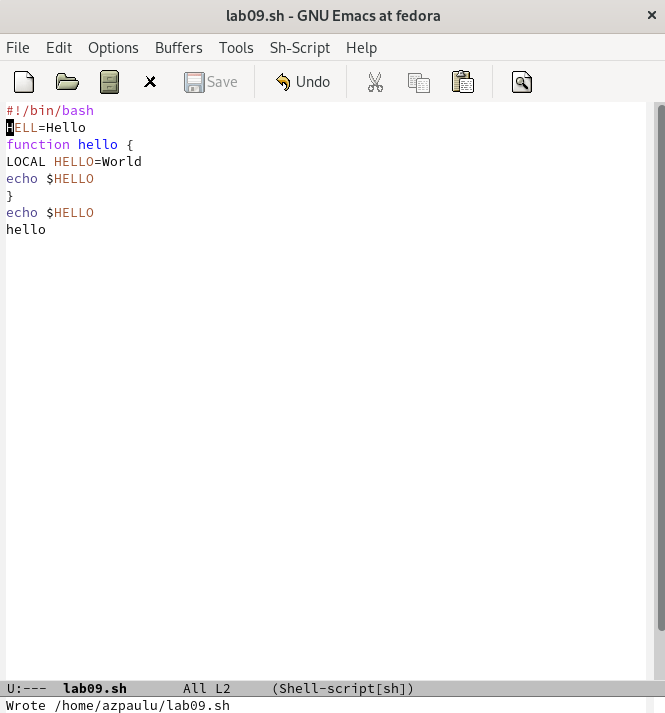 lab09.sh - GNU Emacs at fedora
File Edit Options Buffers Tools Sh-Script Help
Save Undo
#!/bin/bash
HELL=Hello
function hello {
LOCAL HELLO=World
echo $HELLO
}
echo $HELLO
hello
U:--- lab09.sh All L2 (Shell-script[sh])
Wrote /home/azpaulu/lab09.sh